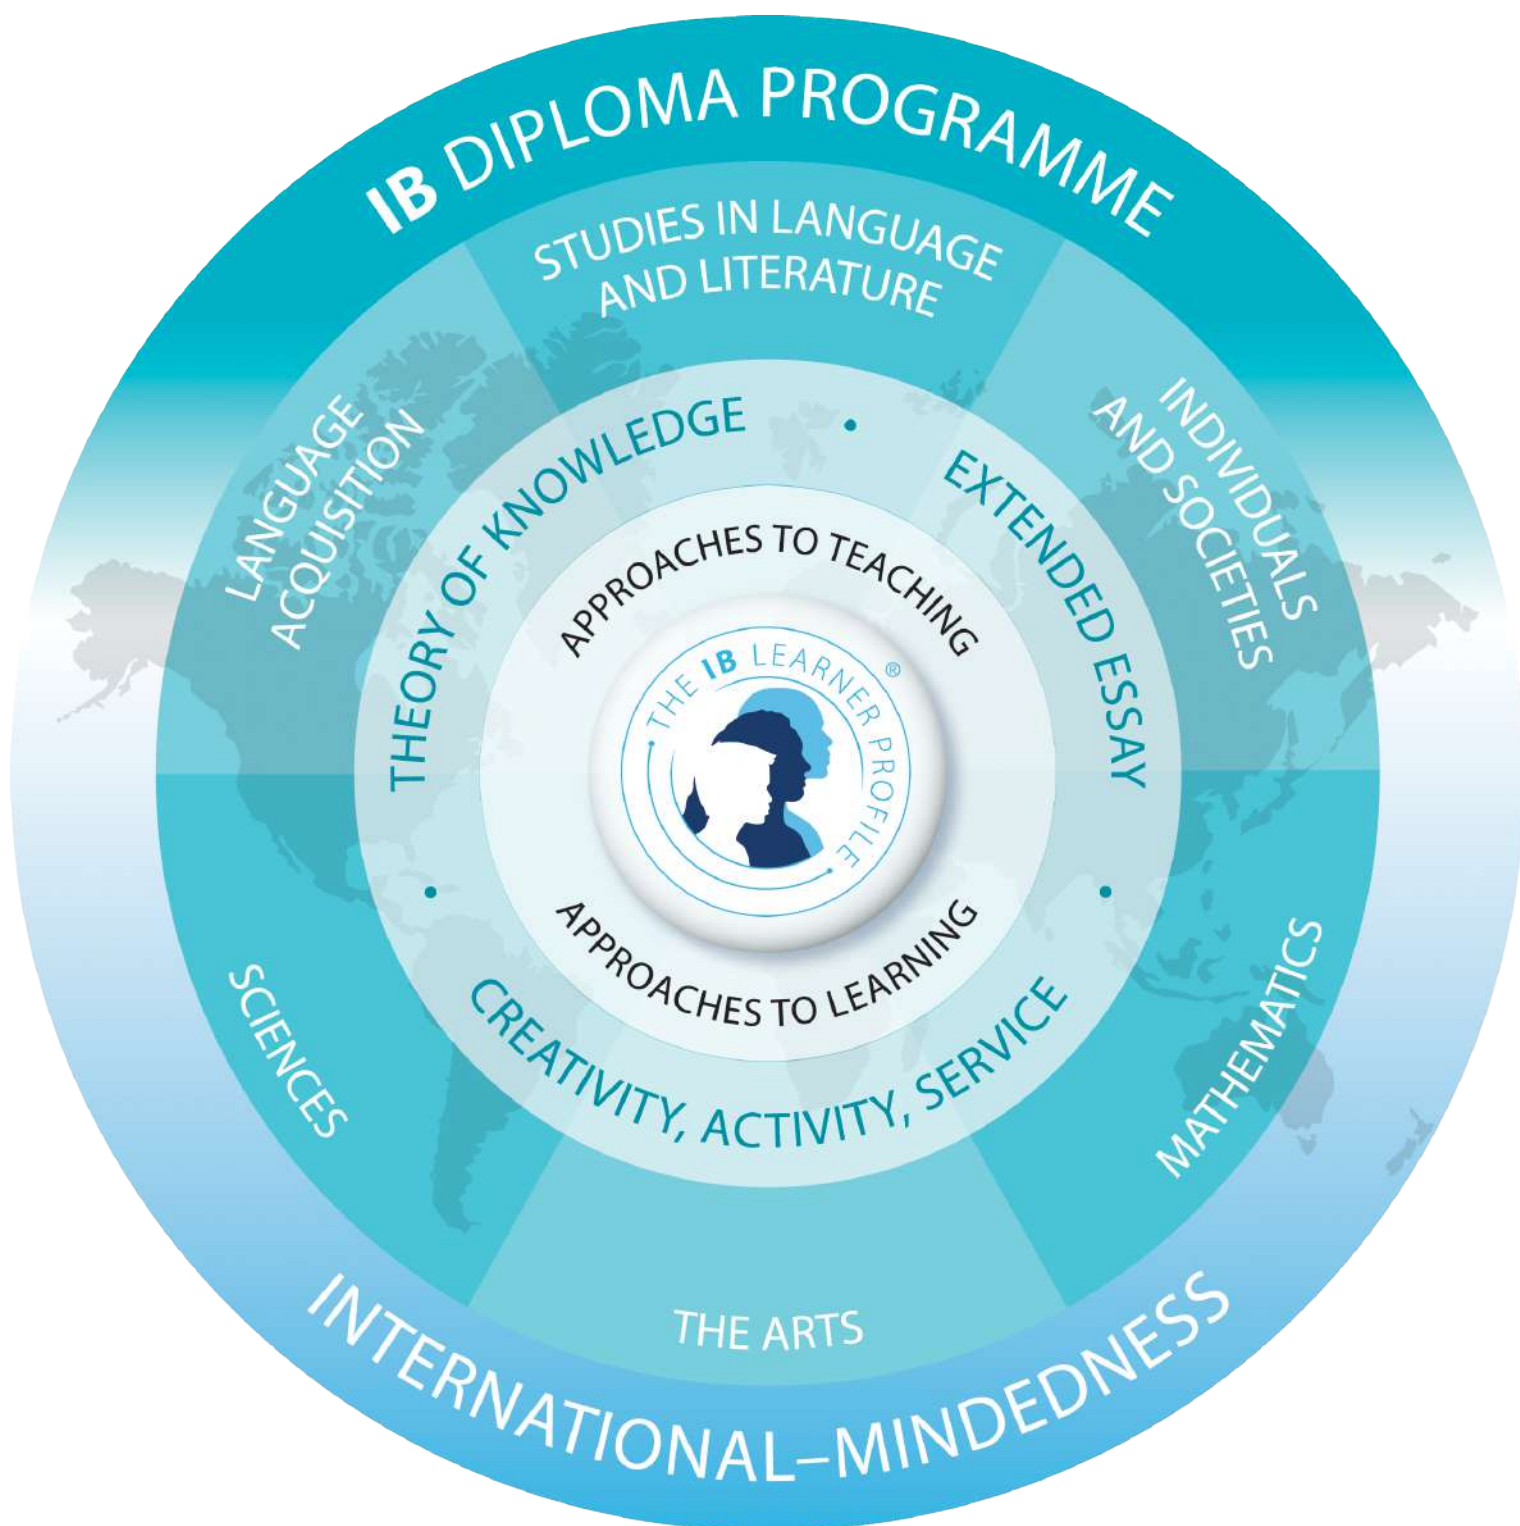 IB DIPLOMA PROGRAMME
STUDIES IN LANGUAGE
AND LITERATURE
LANGUAGE
ACQUISITION
INDIVIDUALS
AND SOCIETIES
THEORY OF KNOWLEDGE
•
EXTENDED ESSAY
•
CREATIVITY, ACTIVITY, SERVICE
•
APPROACHES TO TEACHING
THE IB LEARNER PROFILE ®
APPROACHES TO LEARNING
SCIENCES
MATHEMATICS
THE ARTS
INTERNATIONAL–MINDEDNESS